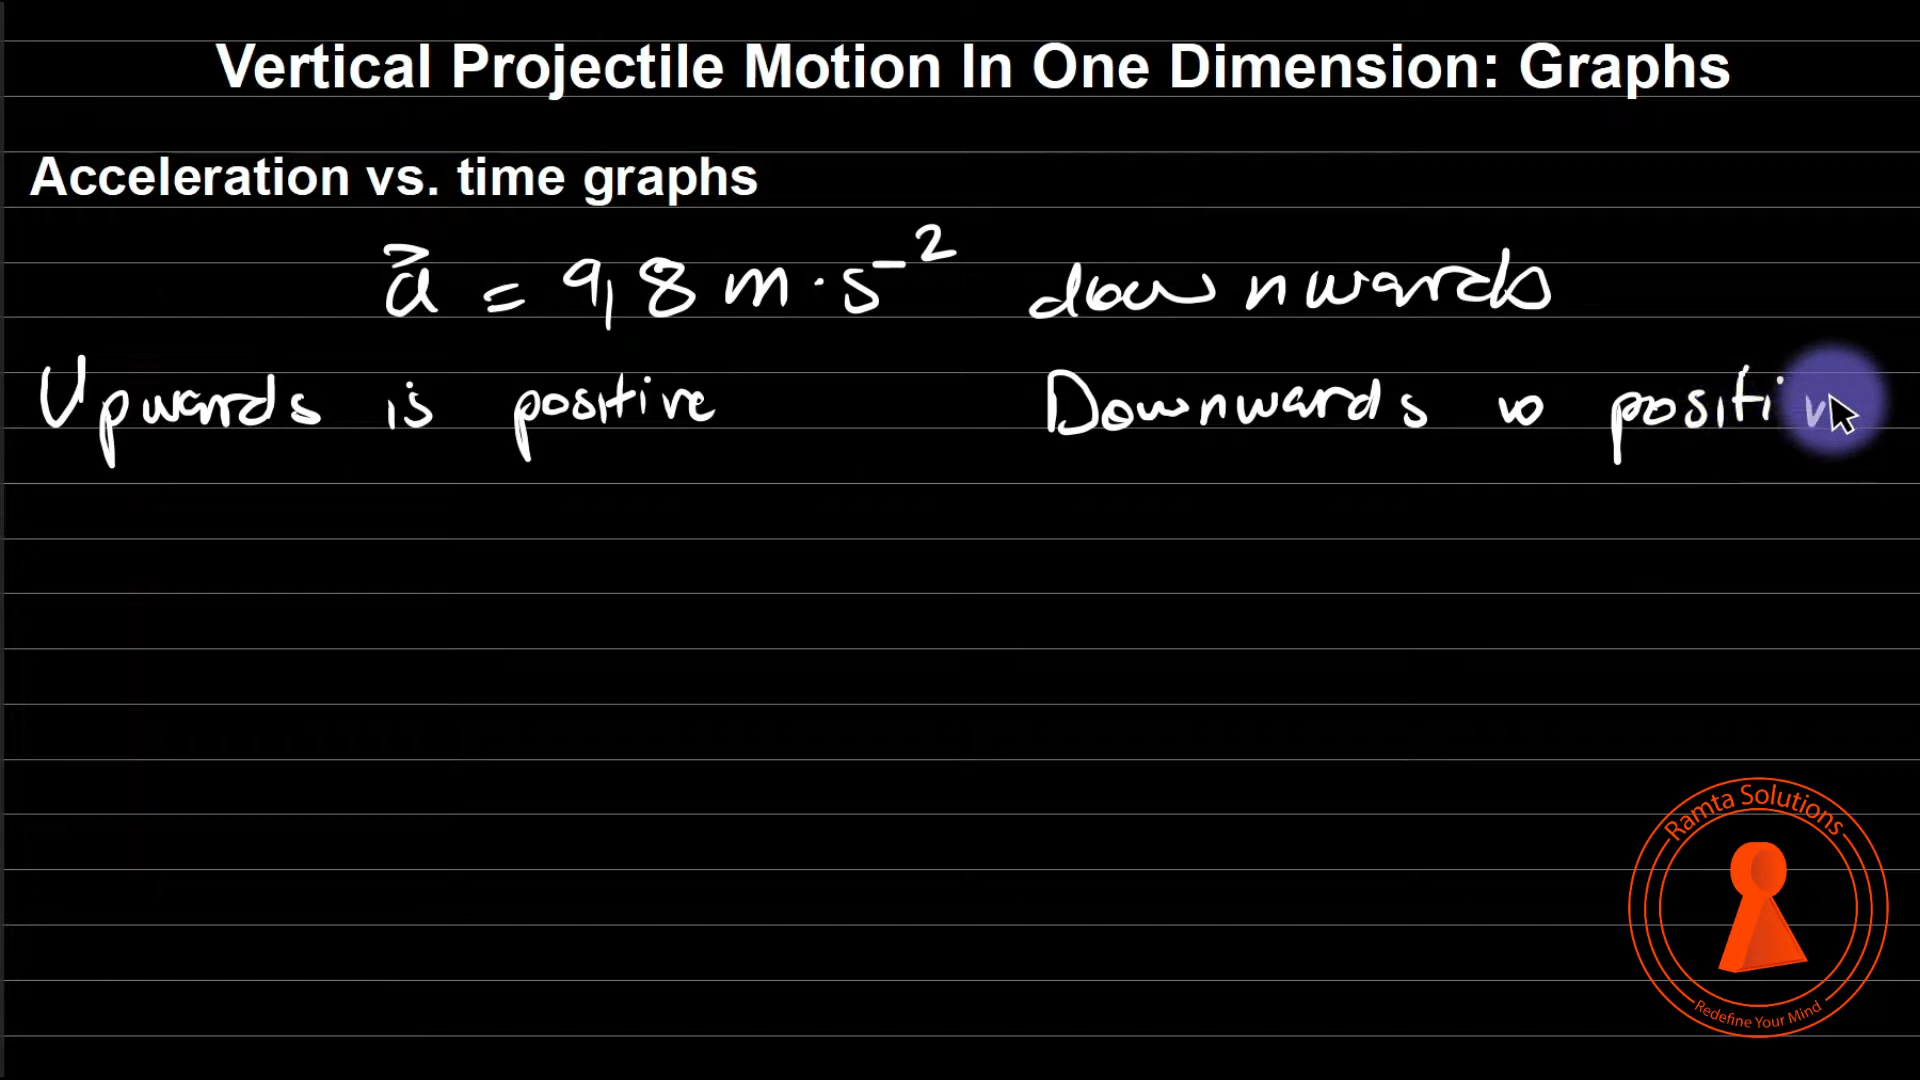 Vertical Projectile Motion In One Dimension: Graphs
Acceleration vs. time graphs
a⃗ = 9,8 m·s⁻² downwards
Upwards is positive Downwards is positiv
Ramta Solutions
Redefine Your Mind